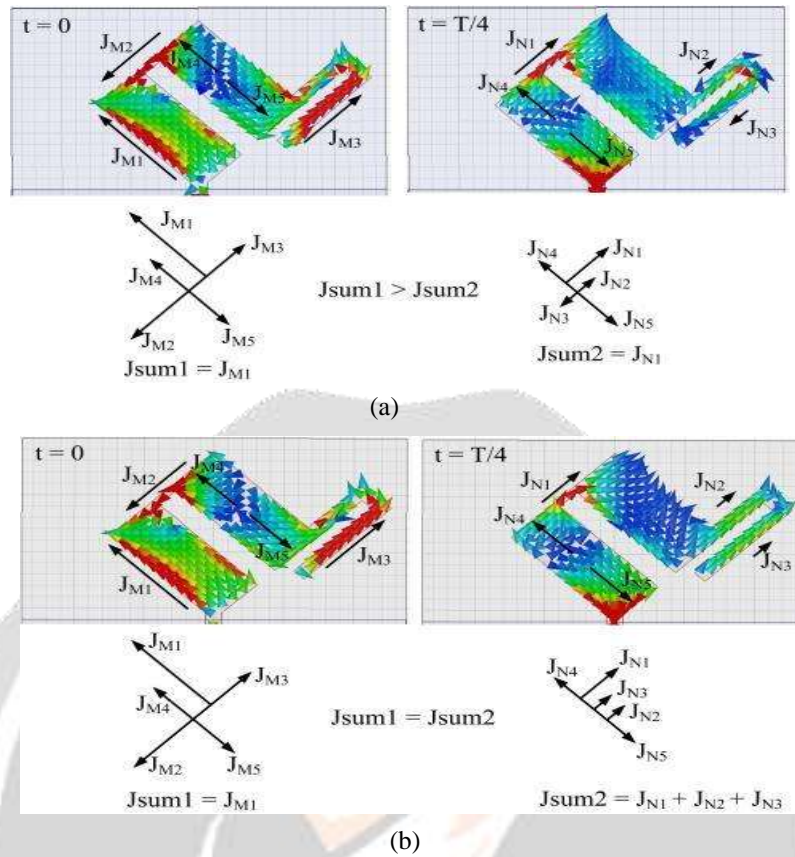 t = 0
J_M2
J_M4
J_M5
J_M1
J_M3
t = T/4
J_N1
J_N2
J_N4
J_N5
J_N3
J_M1
J_M3
J_M4
J_M2
J_M5
Jsum1 = J_M1
Jsum1 > Jsum2
J_N4
J_N1
J_N2
J_N3
J_N5
Jsum2 = J_N1
(a)
t = 0
J_M2
J_M4
J_M5
J_M1
J_M3
t = T/4
J_N1
J_N2
J_N4
J_N5
J_N3
J_M1
J_M3
J_M4
J_M2
J_M5
Jsum1 = J_M1
Jsum1 = Jsum2
J_N4
J_N1
J_N3
J_N2
J_N5
Jsum2 = J_N1 + J_N2 + J_N3
(b)